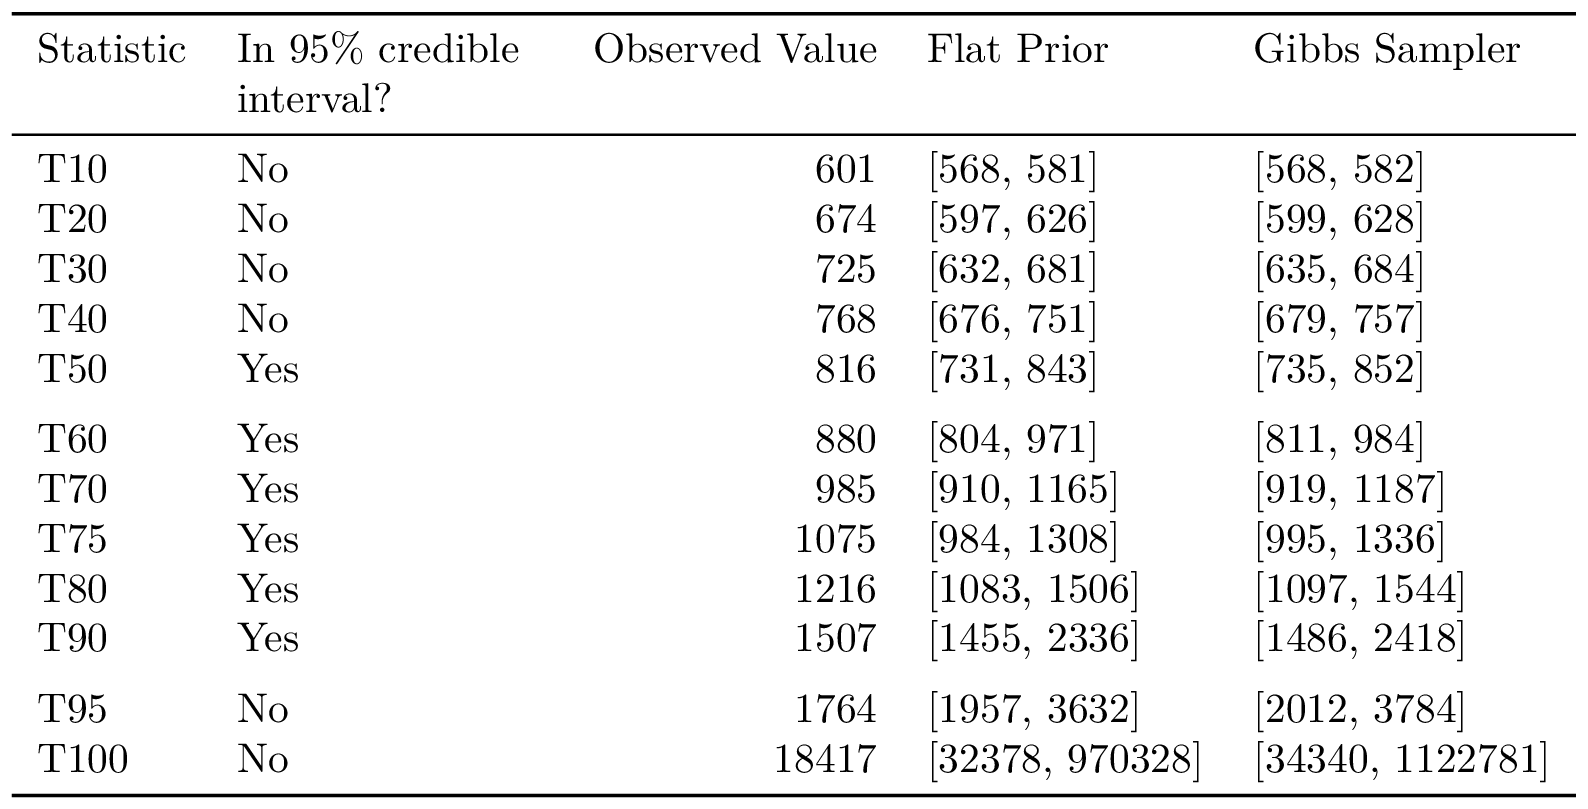 Statistic In 95% credible Observed Value Flat Prior Gibbs Sampler
interval?
T10 No 601 [568, 581] [568, 582]
T20 No 674 [597, 626] [599, 628]
T30 No 725 [632, 681] [635, 684]
T40 No 768 [676, 751] [679, 757]
T50 Yes 816 [731, 843] [735, 852]
T60 Yes 880 [804, 971] [811, 984]
T70 Yes 985 [910, 1165] [919, 1187]
T75 Yes 1075 [984, 1308] [995, 1336]
T80 Yes 1216 [1083, 1506] [1097, 1544]
T90 Yes 1507 [1455, 2336] [1486, 2418]
T95 No 1764 [1957, 3632] [2012, 3784]
T100 No 18417 [32378, 970328] [34340, 1122781]